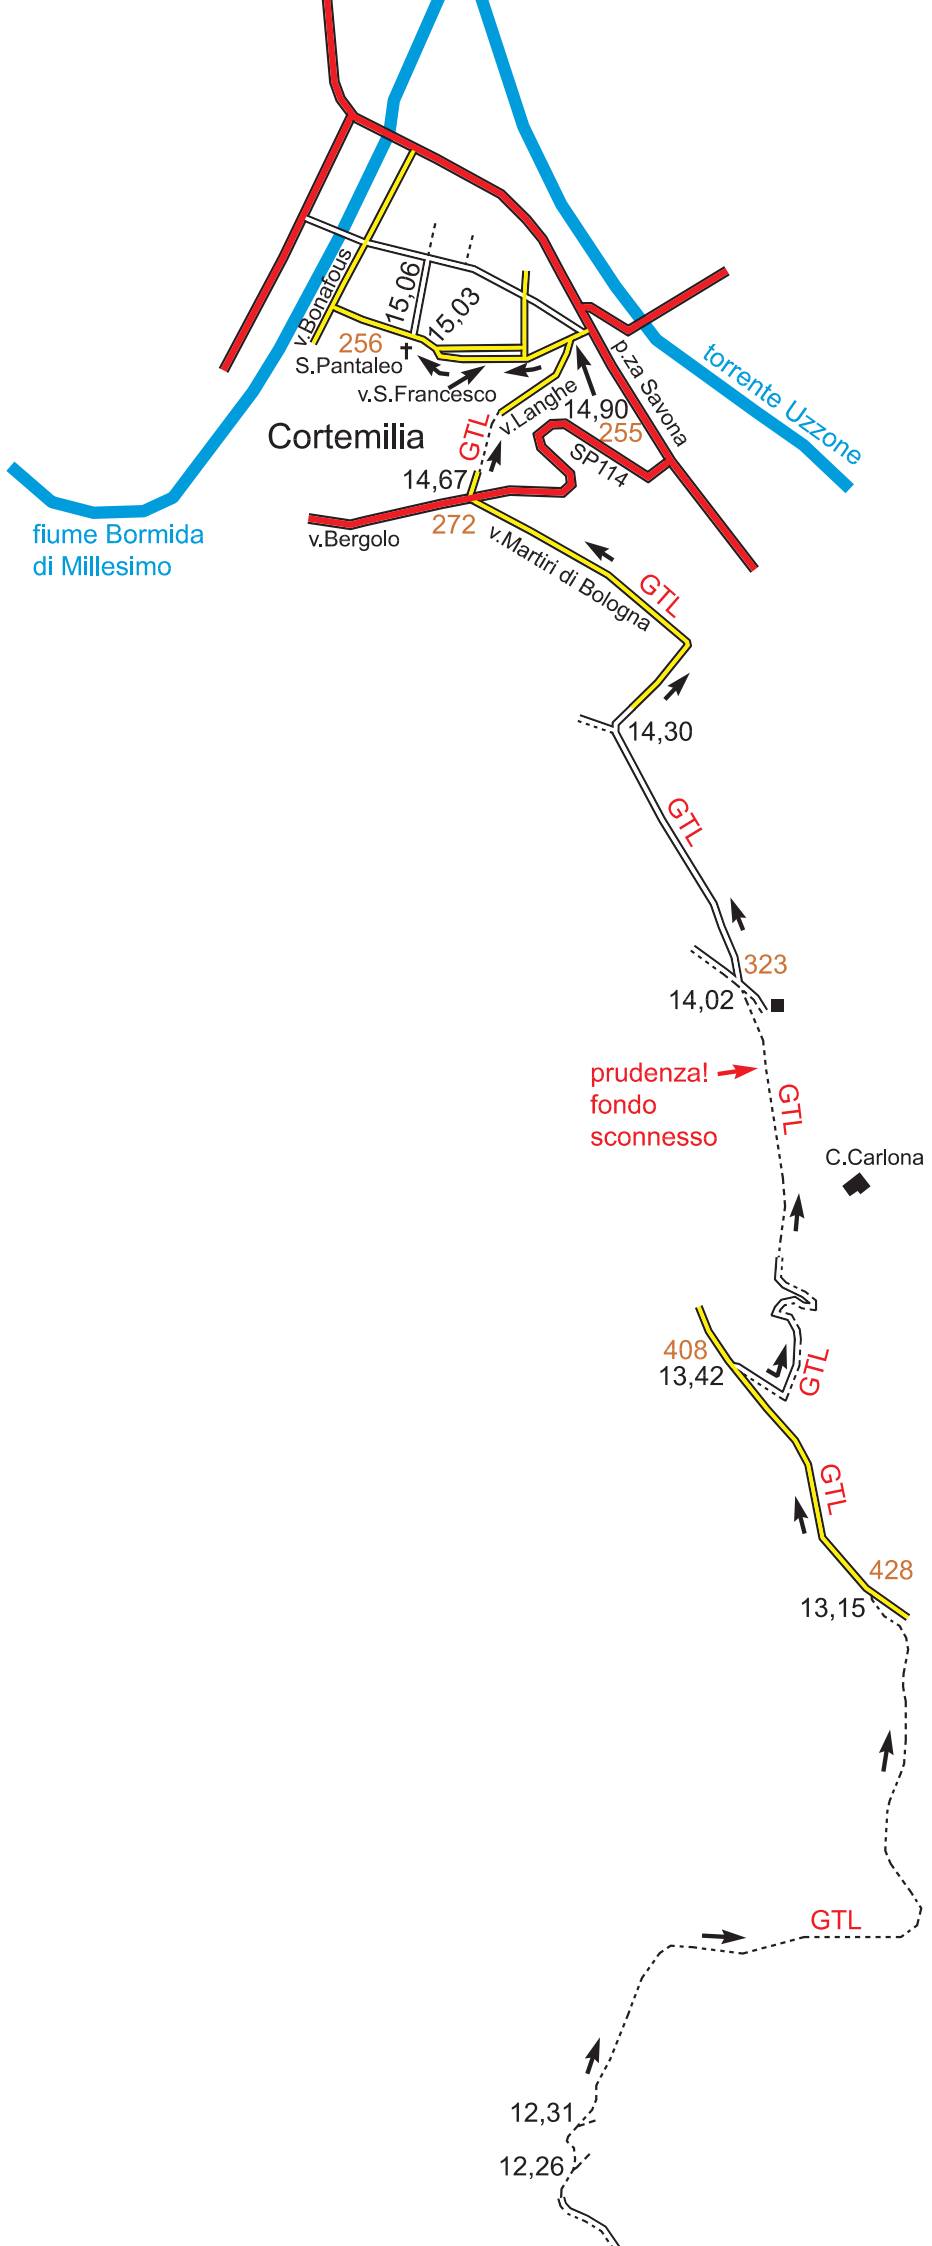 v.Bonafous
15,06
15,03
256
S.Pantaleo
v.S.Francesco
p.za Savona
torrente Uzzone
v.Langhe
14,90
255
SP114
Cortemilia
GTL
14,67
272
v.Bergolo
fiume Bormida
di Millesimo
v.Martiri di Bologna
GTL
14,30
GTL
323
14,02
prudenza!
fondo
sconnesso
GTL
C.Carlona
408
13,42
GTL
GTL
428
13,15
GTL
12,31
12,26